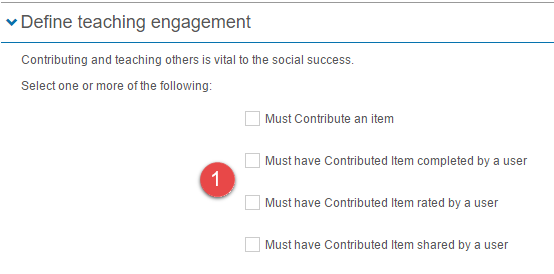 Define teaching engagement
Contributing and teaching others is vital to the social success.
Select one or more of the following:
Must Contribute an item
Must have Contributed Item completed by a user
1
Must have Contributed Item rated by a user
Must have Contributed Item shared by a user